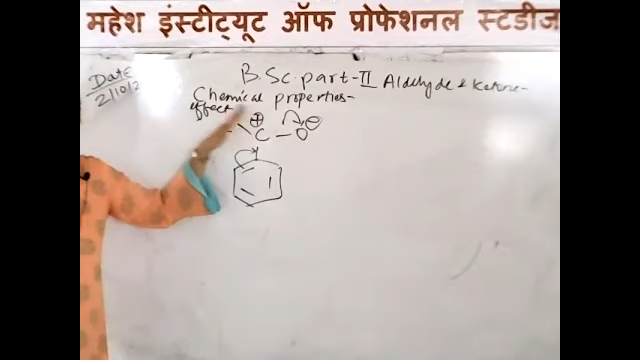 महेश इंस्टीट्यूट ऑफ प्रोफेशनल स्टडीज
Date
2/10/2
B.Sc. part-II Aldehyde & Ketone-
Chemical properties-
effect
⊕
C - O ⊖